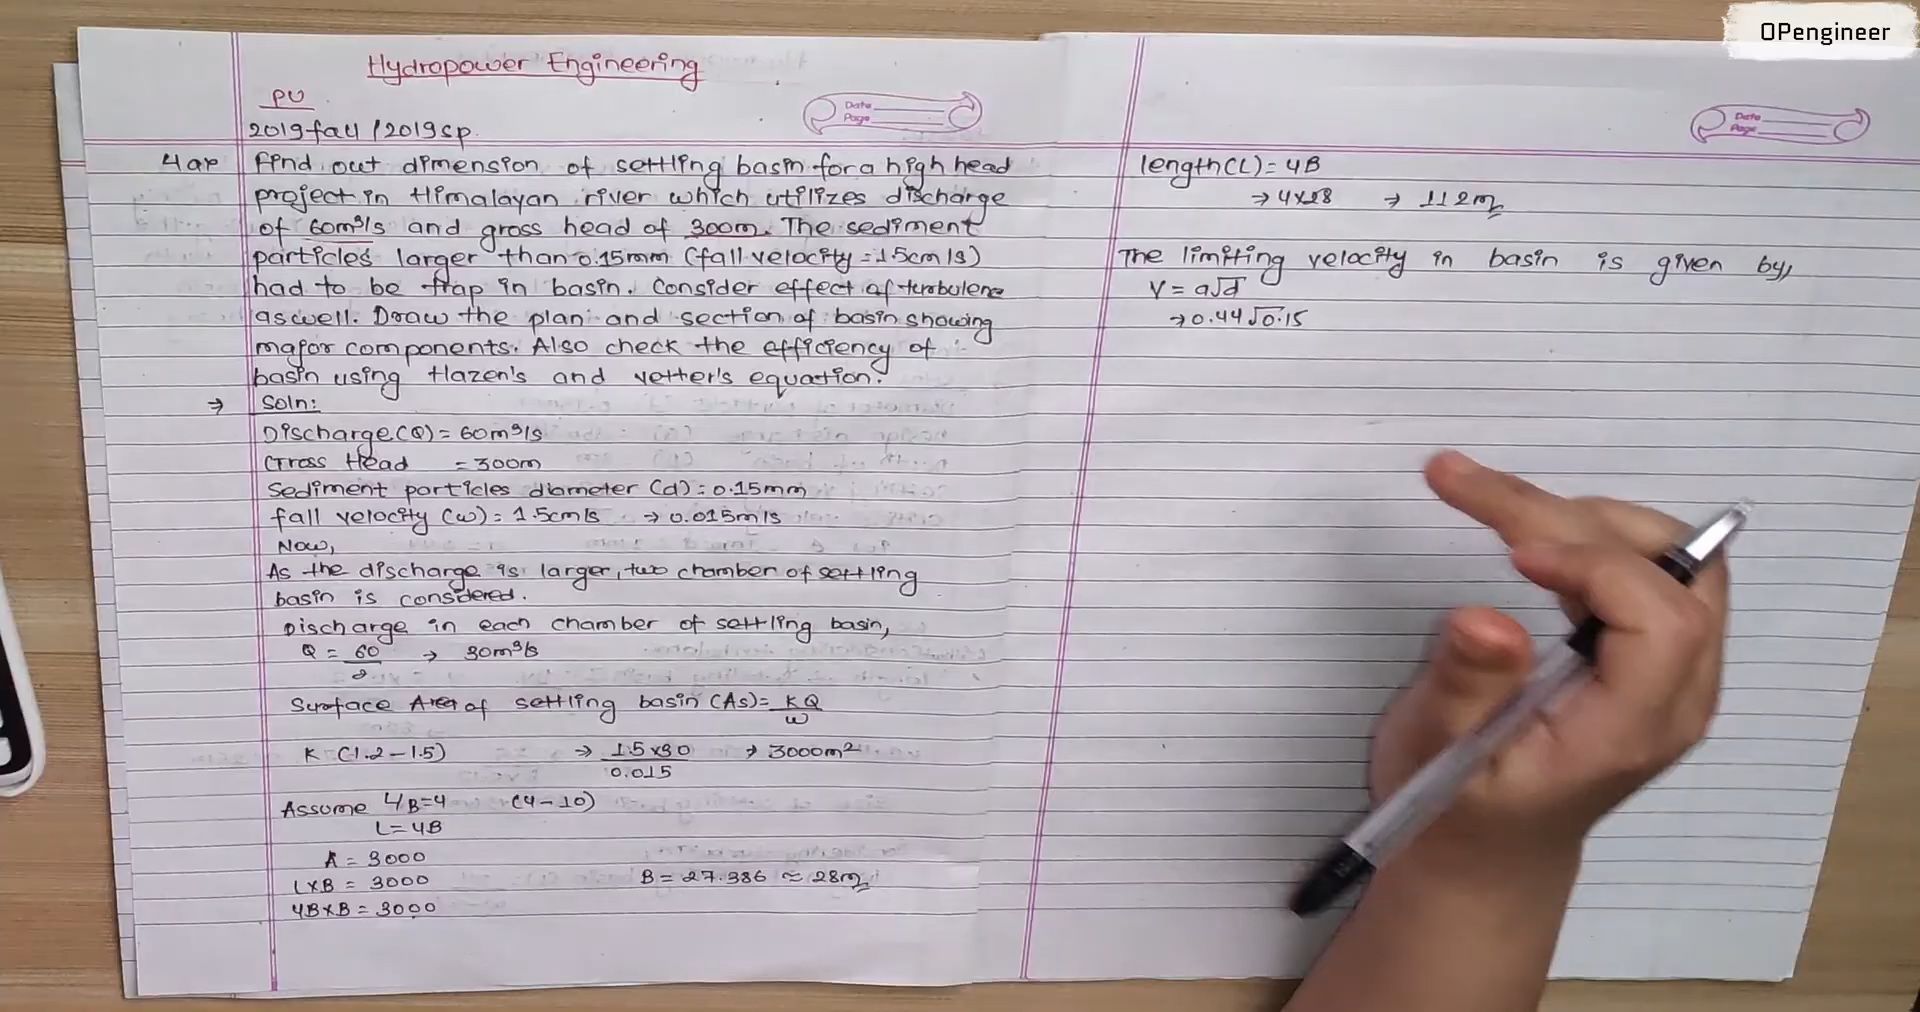 OPengineer
Hydropower Engineering
PU
2019 fall / 2019 sp.
Date
Page
4 a) Find out dimension of settling basin for a high head
project in Himalayan river which utilizes discharge
of 60m³/s and gross head of 300m. The sediment
particles larger than 0.15mm (fall velocity = 1.5cm/s)
had to be trap in basin. Consider effect of turbulence
as well. Draw the plan and section of basin showing
major components. Also check the efficiency of
basin using Hazen's and Vetter's equation.
→ Soln:
Discharge (Q) = 60m³/s
Gross Head = 300m
Sediment particles diameter (d) = 0.15mm
fall velocity (w) = 1.5cm/s → 0.015m/s
Now,
As the discharge is larger, two chamber of settling
basin is considered.
Discharge in each chamber of settling basin,
Q = 60/2 → 30m³/s
Surface Area of settling basin (As) = KQ/w
K (1.2-1.5) → 1.5×30/0.015 → 3000m²
Assume L/B=4 (4-10)
L=4B
A = 3000
L×B = 3000 B = 27.386 ≈ 28m
4B×B = 3000
Date
Page
length (L) = 4B
→ 4×28 → 112m
The limiting velocity in basin is given by,
V = a√d
→ 0.44√0.15